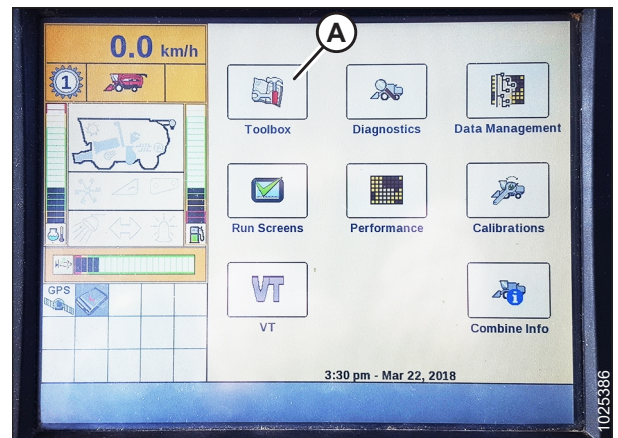 A
0.0 km/h
1
Toolbox
Diagnostics
Data Management
Run Screens
Performance
Calibrations
GPS
VT
VT
Combine Info
3:30 pm - Mar 22, 2018
1025386